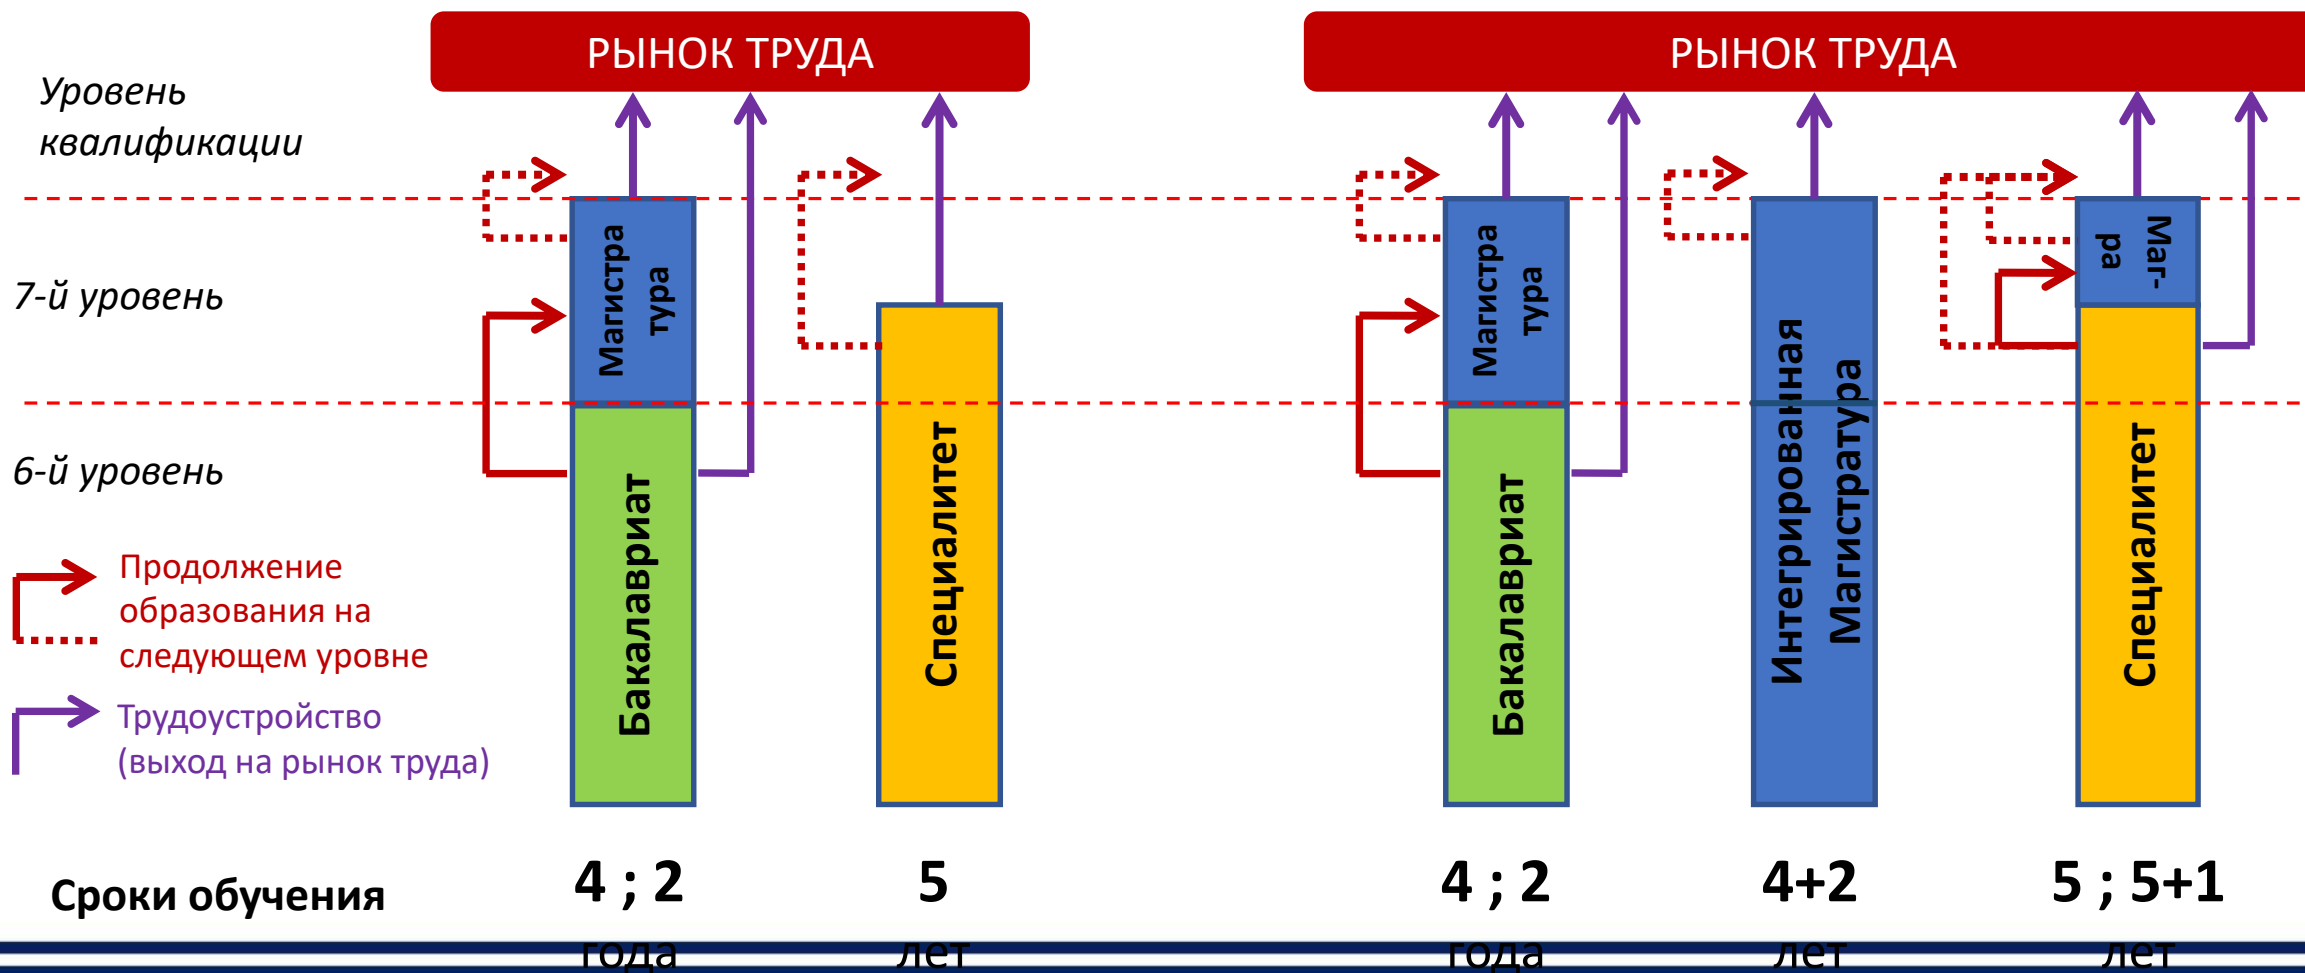 РЫНОК ТРУДА
РЫНОК ТРУДА
Уровень
квалификации
7-й уровень
6-й уровень
Магистра
тура
Бакалавриат
Специалитет
Магистра
тура
Бакалавриат
Интегрированная
Магистратура
Маг-
ра
Специалитет
Продолжение
образования на
следующем уровне
Трудоустройство
(выход на рынок труда)
Сроки обучения
4 ; 2
года
5
лет
4 ; 2
года
4+2
лет
5 ; 5+1
лет